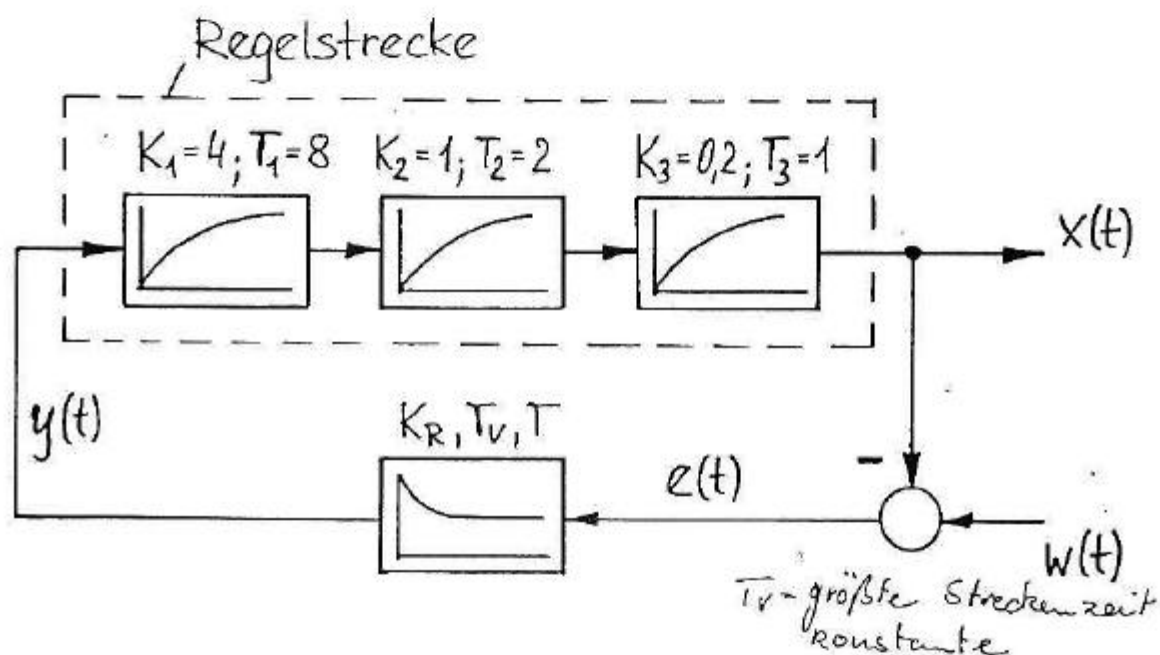 Regelstrecke
K₁=4; T₁=8
K₂=1; T₂=2
K₃=0,2; T₃=1
x(t)
y(t)
K_R, T_V, T
e(t)
-
w(t)
T_V - größte Streckenzeit
konstante